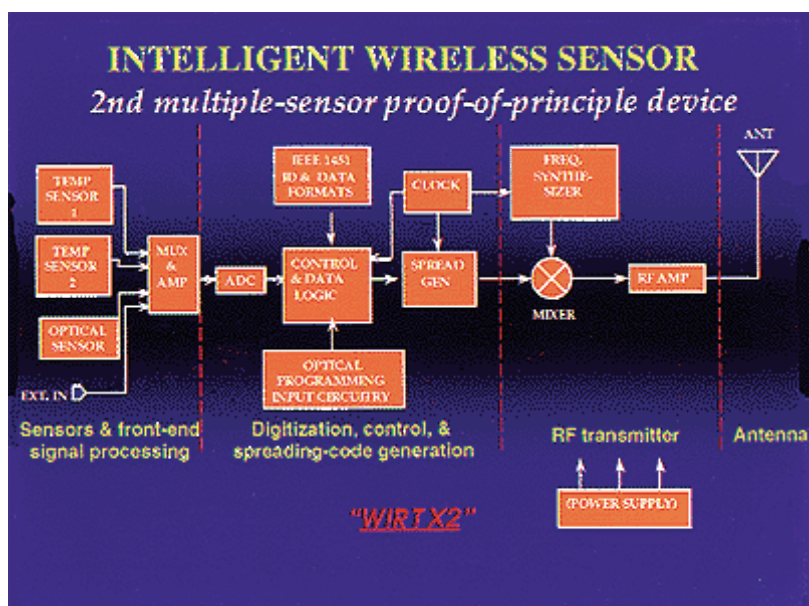 INTELLIGENT WIRELESS SENSOR
2nd multiple-sensor proof-of-principle device
ANT
IEEE 1451
ID & DATA
FORMATS
FREQ.
SYNTHE-
SIZER
TEMP
SENSOR
1
CLOCK
TEMP
SENSOR
2
MUX
&
AMP
ADC
CONTROL
& DATA
LOGIC
SPREAD
GEN
MIXER
RF AMP
OPTICAL
SENSOR
EXT. IN
OPTICAL
PROGRAMMING
INPUT CIRCUITRY
Sensors & front-end
signal processing
Digitization, control, &
spreading-code generation
RF transmitter
Antenna
(POWER SUPPLY)
"WIRTX2"